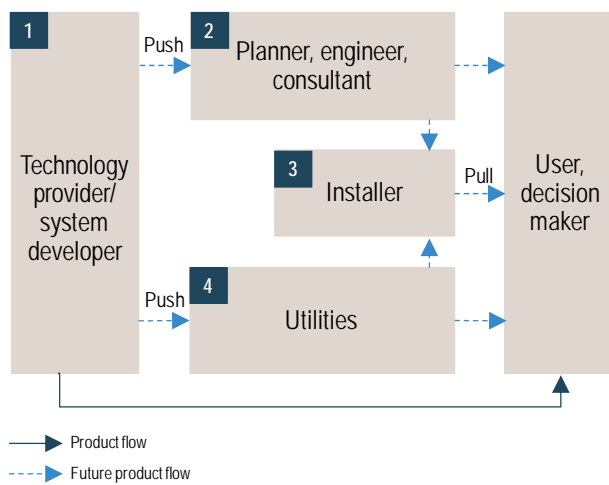 1
Technology
provider/
system
developer
Push
2
Planner, engineer,
consultant
3
Installer
Pull
Push
4
Utilities
User,
decision
maker
Product flow
Future product flow